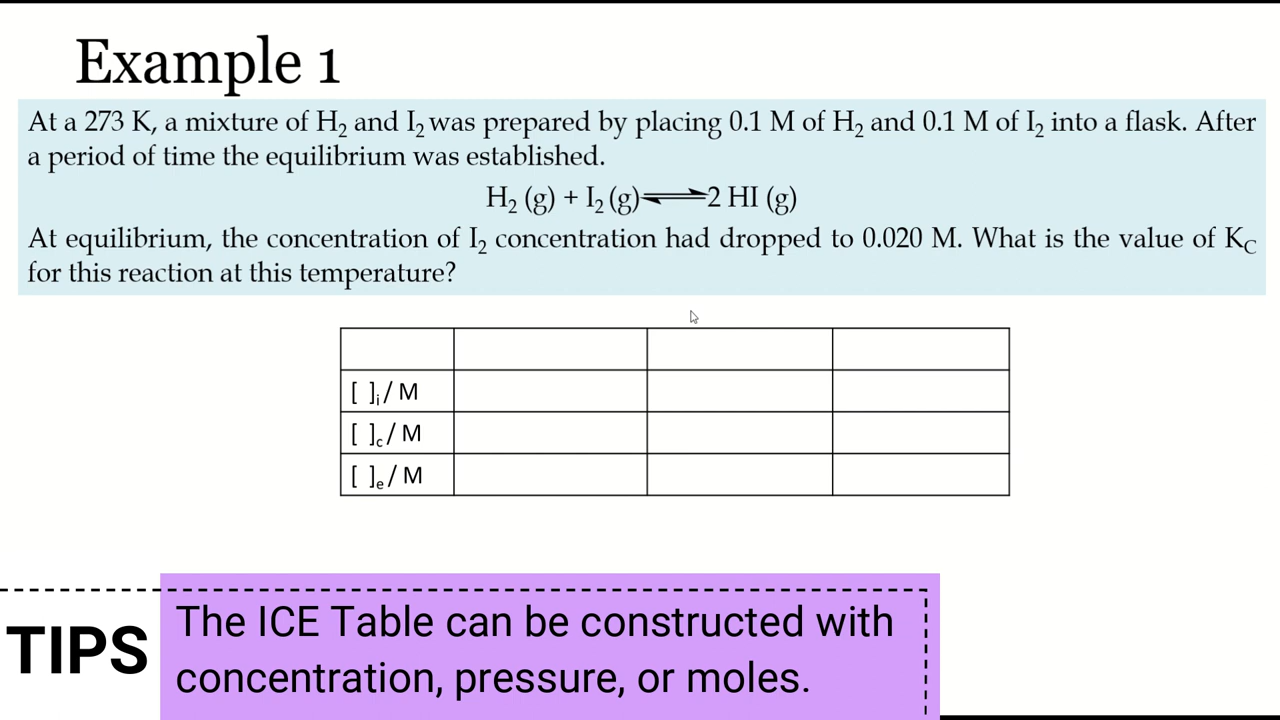 Example 1
At a 273 K, a mixture of H₂ and I₂ was prepared by placing 0.1 M of H₂ and 0.1 M of I₂ into a flask. After
a period of time the equilibrium was established.
H₂ (g) + I₂ (g) ⇌ 2 HI (g)
At equilibrium, the concentration of I₂ concentration had dropped to 0.020 M. What is the value of K_C
for this reaction at this temperature?
[ ]ᵢ / M
[ ]_c / M
[ ]ₑ / M
TIPS
The ICE Table can be constructed with
concentration, pressure, or moles.